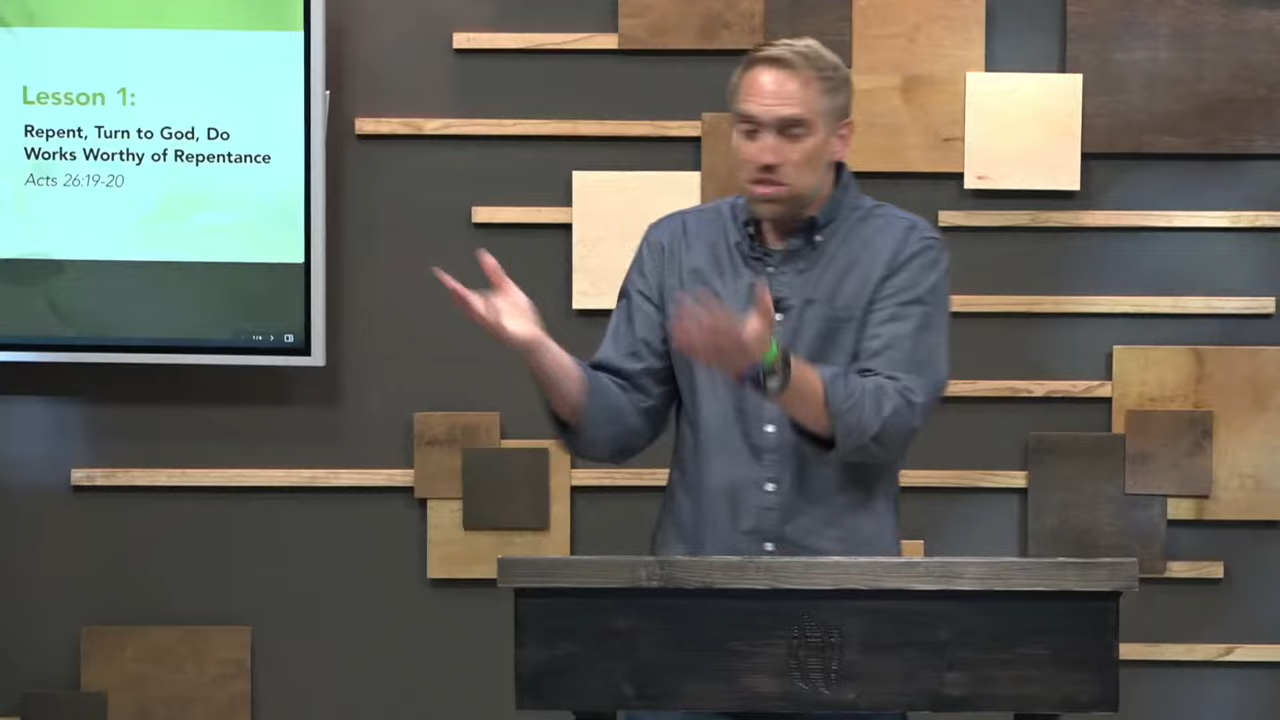 Lesson 1:
Repent, Turn to God, Do
Works Worthy of Repentance
Acts 26:19-20